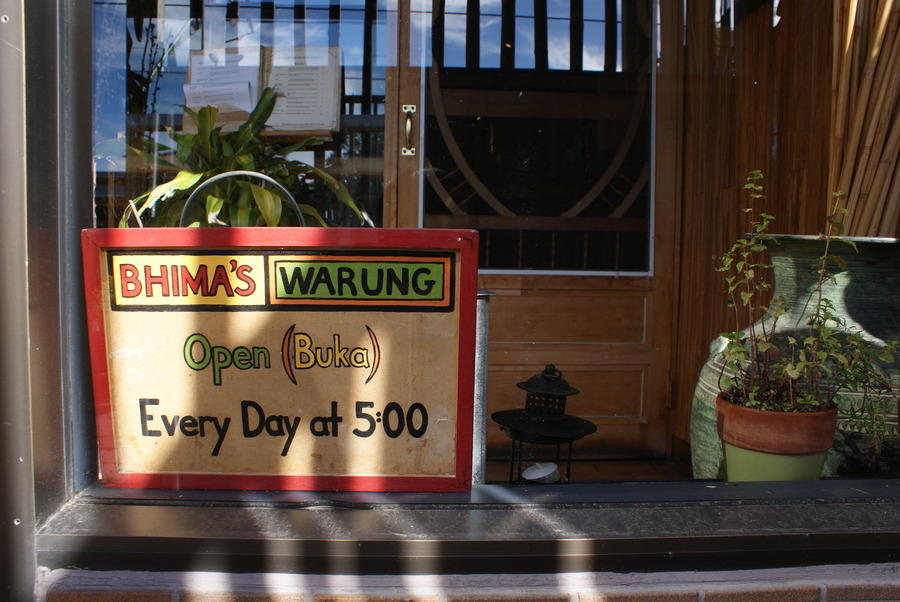 BHIMA'S WARUNG
Open (Buka)
Every Day at 5:00